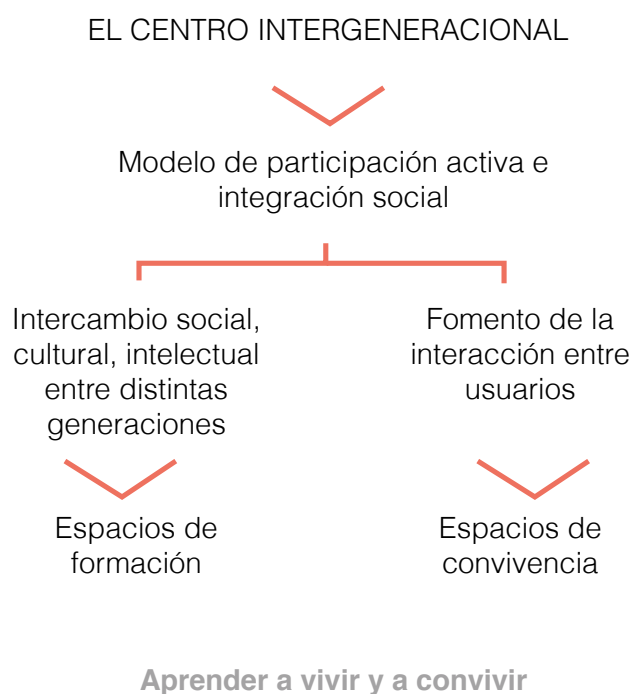 EL CENTRO INTERGENERACIONAL
Modelo de participación activa e
integración social
Intercambio social,
cultural, intelectual
entre distintas
generaciones
Fomento de la
interacción entre
usuarios
Espacios de
formación
Espacios de
convivencia
Aprender a vivir y a convivir